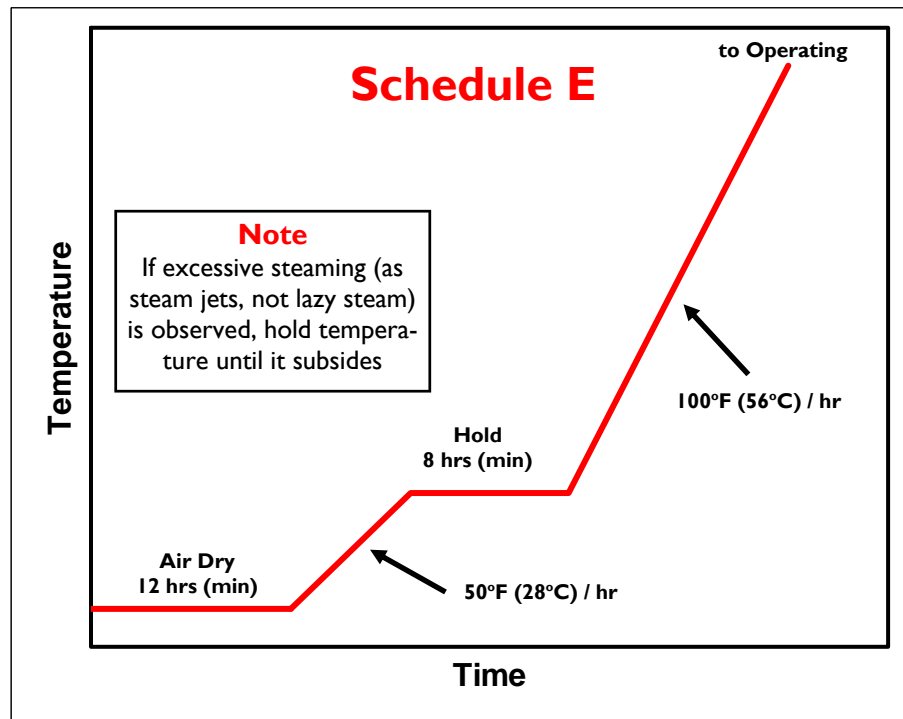 to Operating
Schedule E
Note
If excessive steaming (as
steam jets, not lazy steam)
is observed, hold tempera-
ture until it subsides
Temperature
100ºF (56ºC) / hr
Hold
8 hrs (min)
Air Dry
12 hrs (min)
50ºF (28ºC) / hr
Time